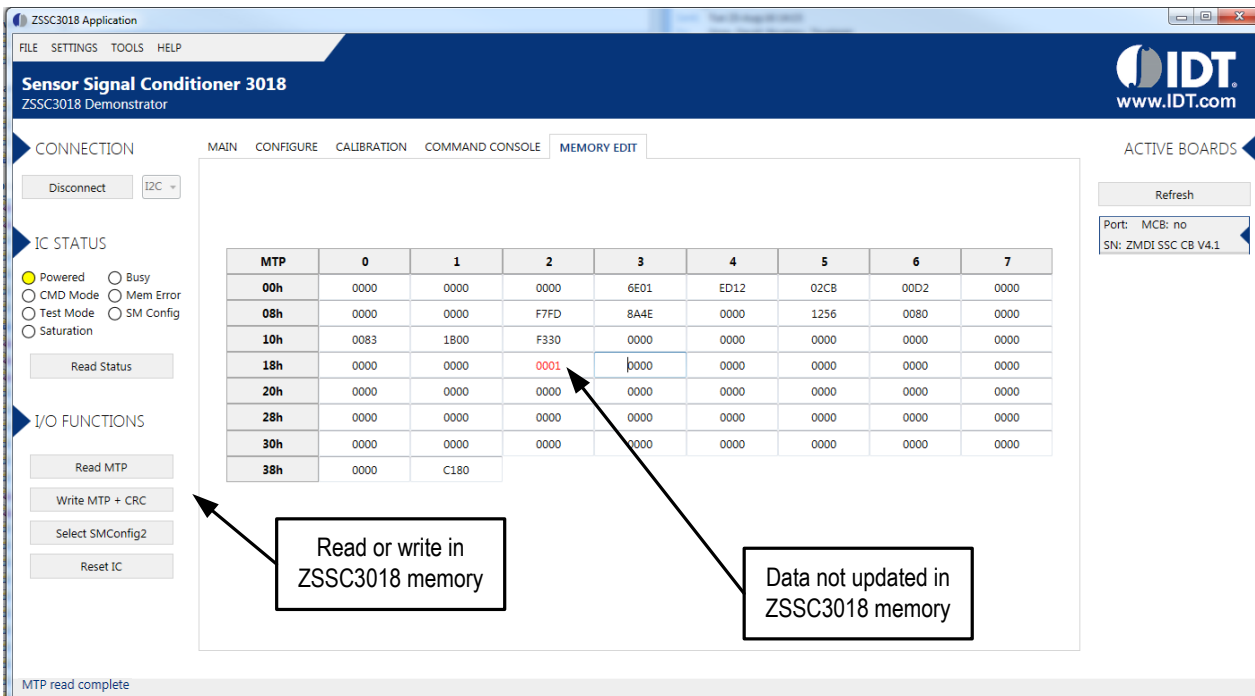 ZSSC3018 Application
FILE SETTINGS TOOLS HELP
Sensor Signal Conditioner 3018
ZSSC3018 Demonstrator
IDT.
www.IDT.com
CONNECTION
Disconnect I2C
IC STATUS
Powered Busy
CMD Mode Mem Error
Test Mode SM Config
Saturation
Read Status
I/O FUNCTIONS
Read MTP
Write MTP + CRC
Select SMConfig2
Reset IC
MAIN CONFIGURE CALIBRATION COMMAND CONSOLE MEMORY EDIT
MTP 0 1 2 3 4 5 6 7
00h 0000 0000 0000 6E01 ED12 02CB 00D2 0000
08h 0000 0000 F7FD 8A4E 0000 1256 0080 0000
10h 0083 1B00 F330 0000 0000 0000 0000 0000
18h 0000 0000 0001 0000 0000 0000 0000 0000
20h 0000 0000 0000 0000 0000 0000 0000 0000
28h 0000 0000 0000 0000 0000 0000 0000 0000
30h 0000 0000 0000 0000 0000 0000 0000 0000
38h 0000 C180
Read or write in
ZSSC3018 memory
Data not updated in
ZSSC3018 memory
ACTIVE BOARDS
Refresh
Port: MCB: no
SN: ZMDI SSC CB V4.1
MTP read complete